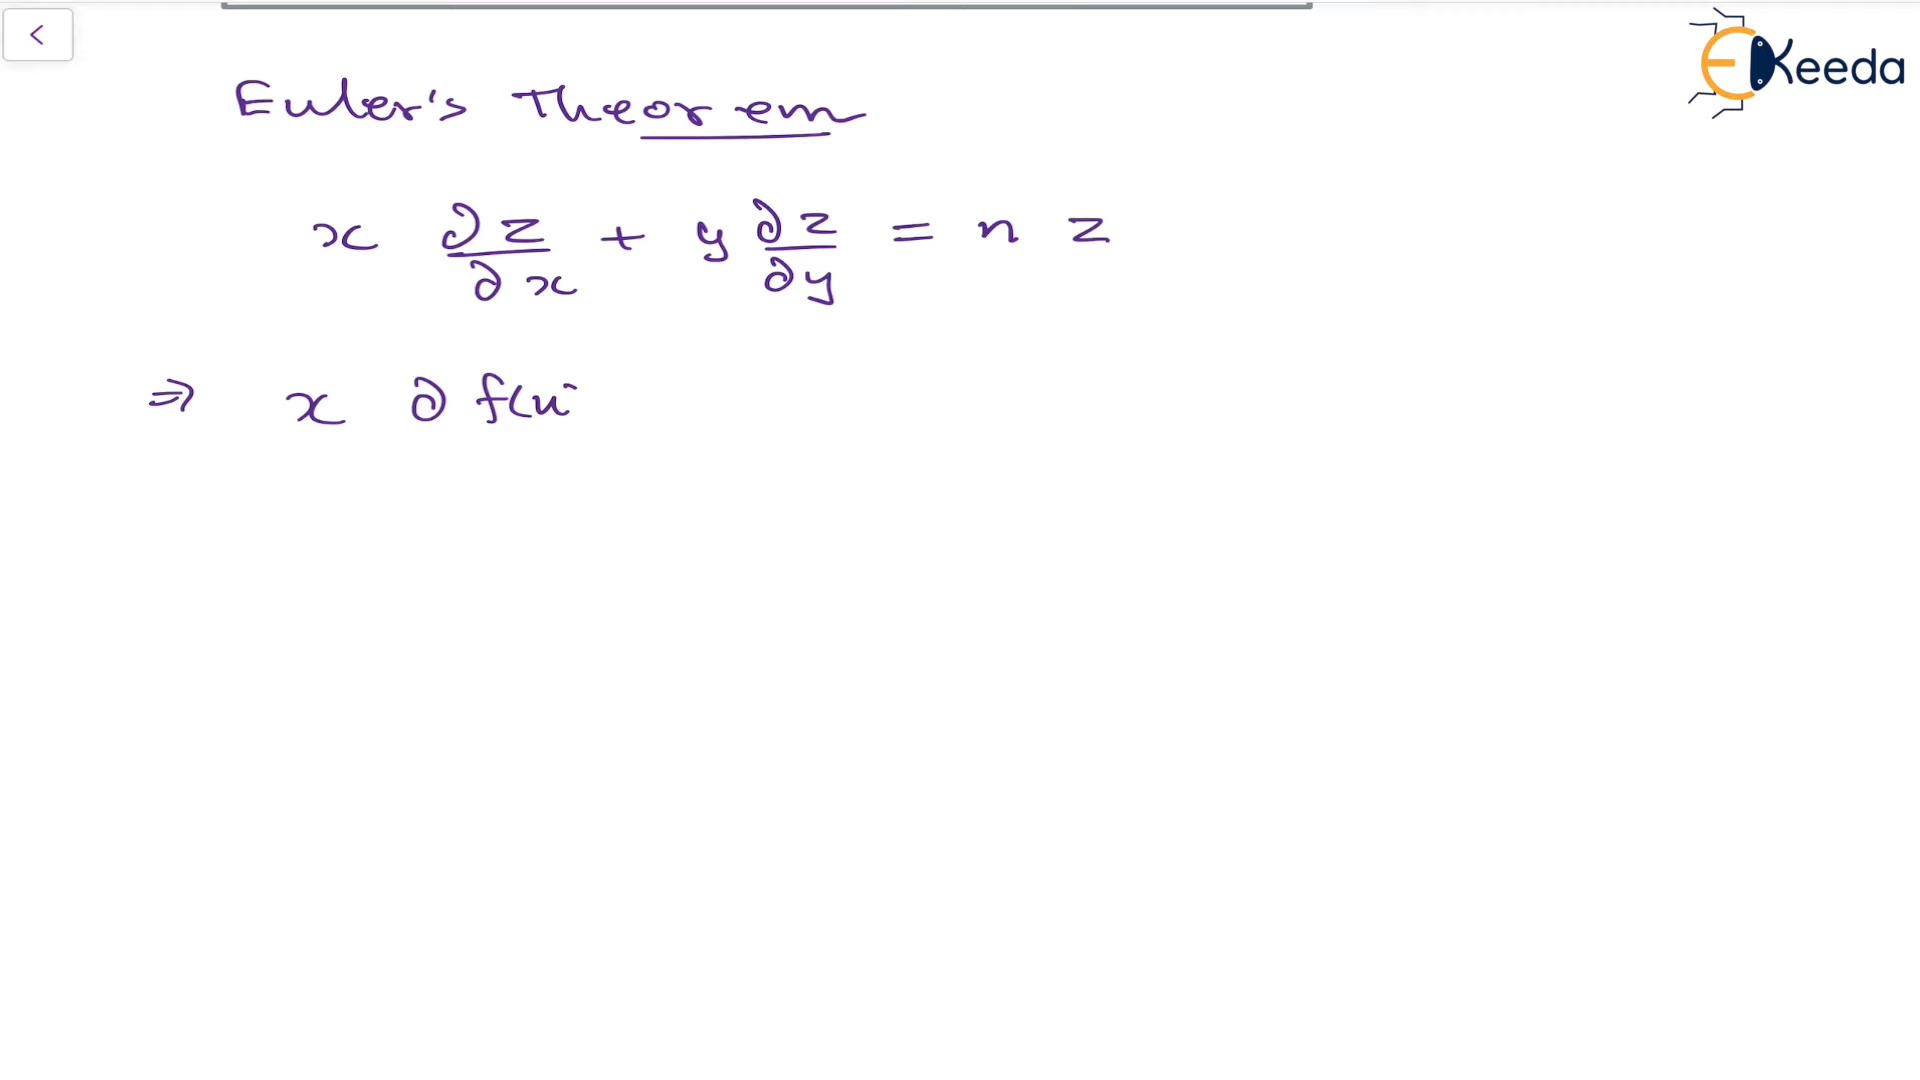 <
EKeeda
Euler's Theorem
x ∂z/∂x + y ∂z/∂y = n z
⇒ x ∂ f(u